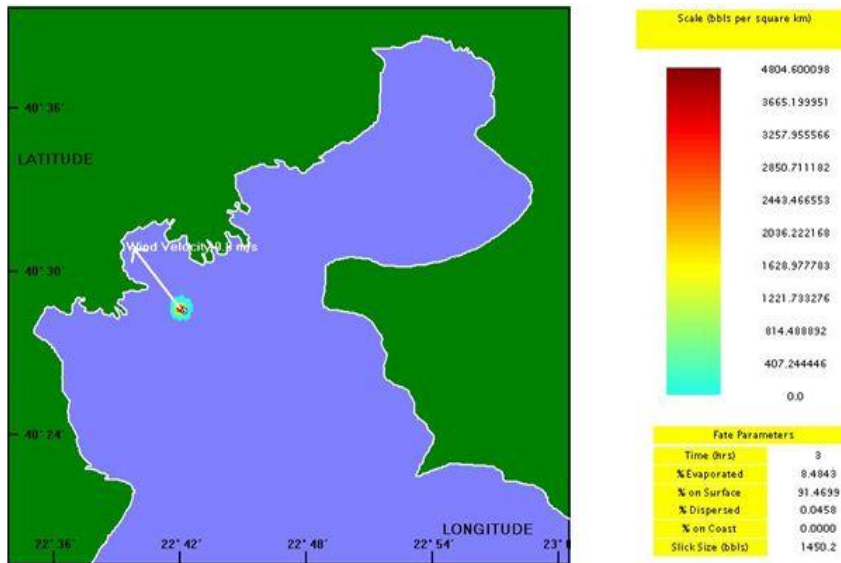 Scale (bbls per square km)
4804.600098
3665.199951
3257.955566
2850.711182
2443.466553
2036.222168
1628.977783
1221.733276
814.488892
407.244446
0.0
40° 36'
LATITUDE
Wind Velocity m/s
40° 30'
40° 24'
LONGITUDE
22° 36' 22° 42' 22° 48' 22° 54' 23°
Fate Parameters
Time (hrs) 3
% Evaporated 8.4843
% on Surface 91.4699
% Dispersed 0.0458
% on Coast 0.0000
Slick Size (bbls) 1450.2